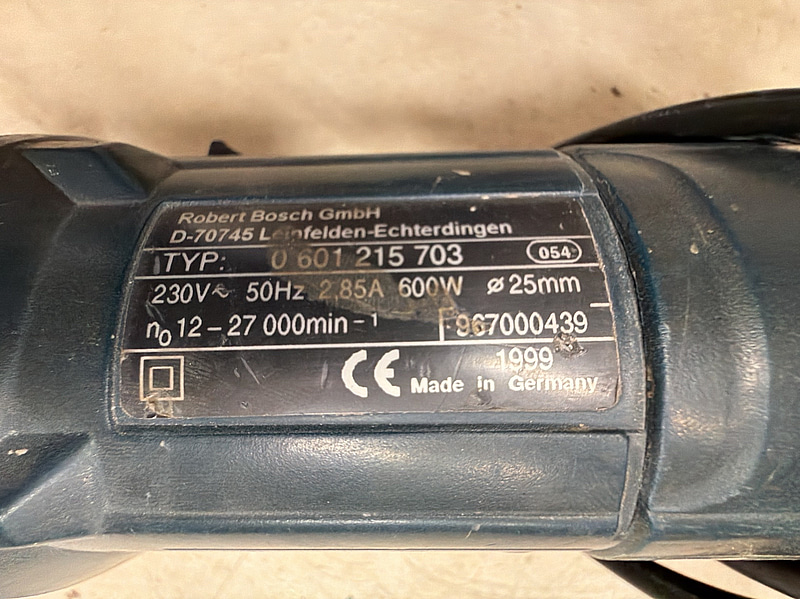 Robert Bosch GmbH
D-70745 Leinfelden-Echterdingen
TYP: 0 601 215 703 054
230V~ 50Hz 2,85A 600W ⌀25mm
n₀ 12-27 000min⁻¹ 967000439
1999
CE Made in Germany